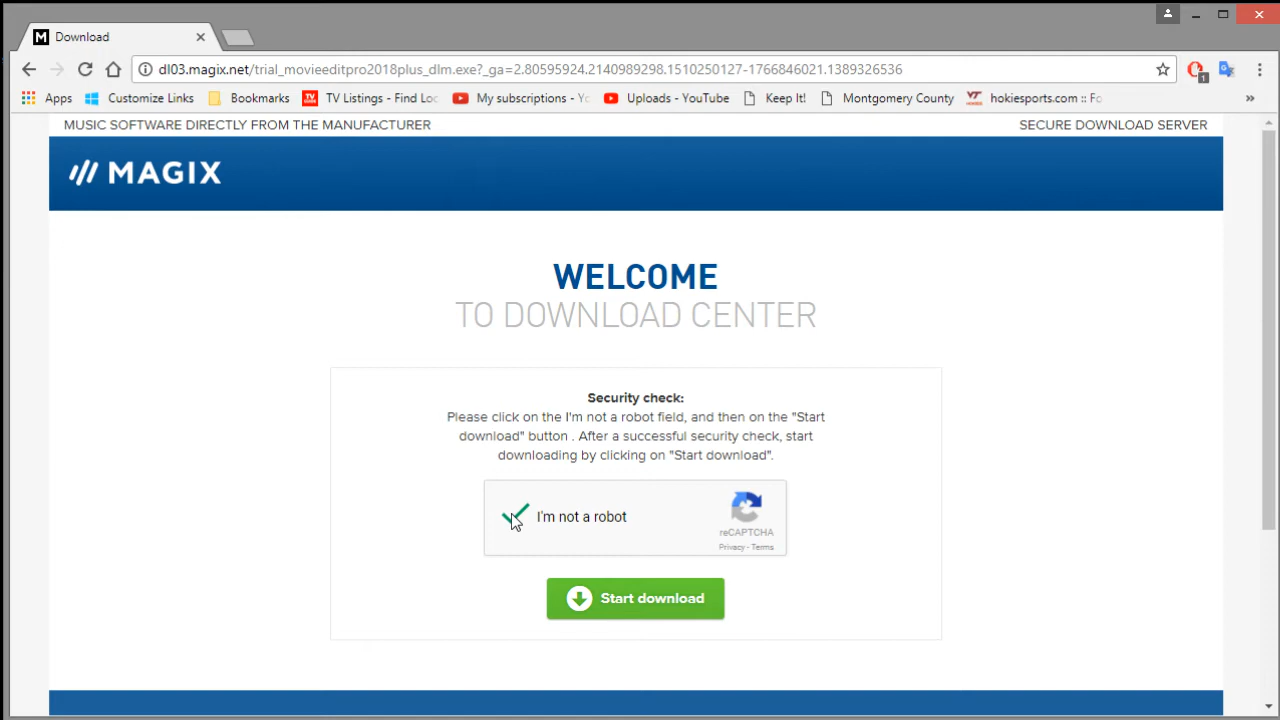 Download
dl03.magix.net/trial_movieeditpro2018plus_dlm.exe?_ga=2.80595924.2140989298.1510250127-1766846021.1389326536
1
Apps Customize Links Bookmarks TV Listings - Find Loc My subscriptions - Yo Uploads - YouTube Keep It! Montgomery County hokiesports.com :: Fo »
MUSIC SOFTWARE DIRECTLY FROM THE MANUFACTURER SECURE DOWNLOAD SERVER
MAGIX
WELCOME
TO DOWNLOAD CENTER
Security check:
Please click on the I'm not a robot field, and then on the "Start
download" button . After a successful security check, start
downloading by clicking on "Start download".
I'm not a robot
reCAPTCHA
Privacy - Terms
Start download